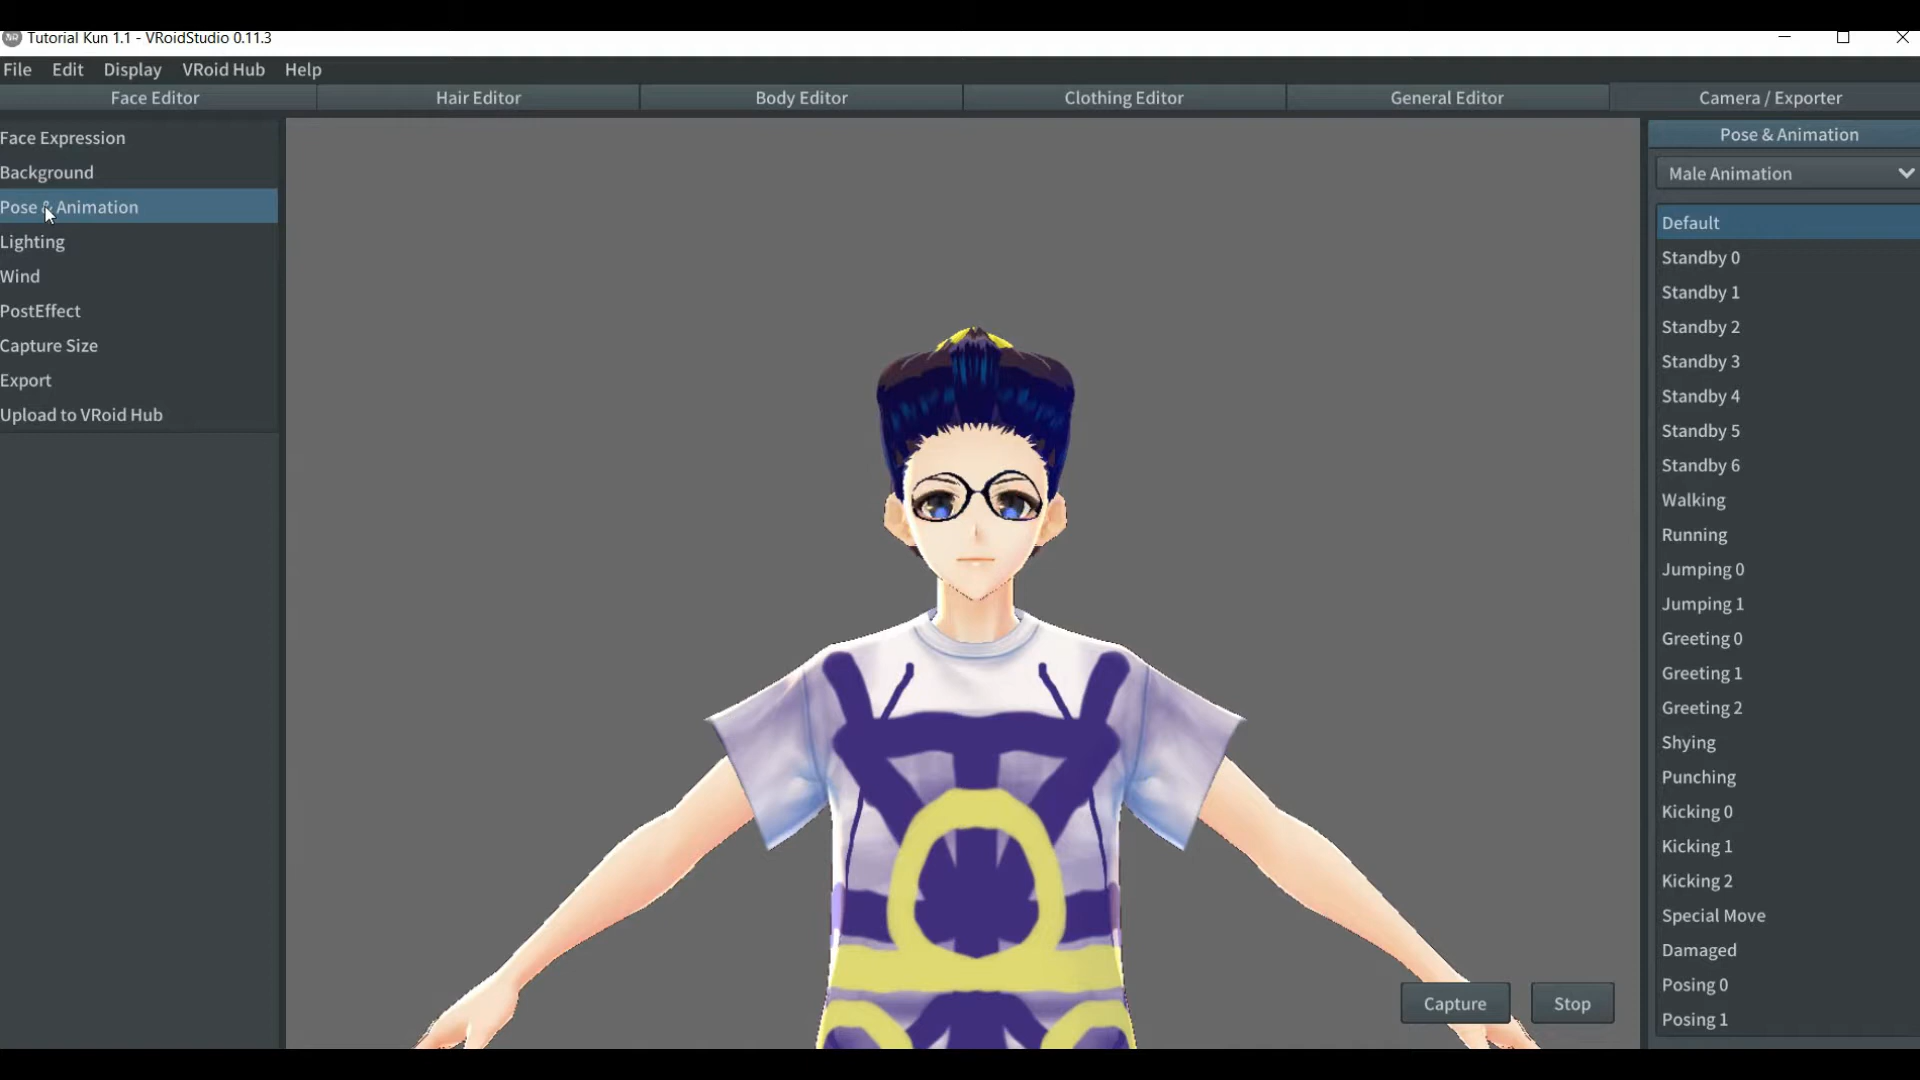 Tutorial Kun 1.1 - VRoidStudio 0.11.3
File Edit Display VRoid Hub Help
Face Editor Hair Editor Body Editor Clothing Editor General Editor Camera / Exporter
Face Expression
Background
Pose & Animation
Lighting
Wind
PostEffect
Capture Size
Export
Upload to VRoid Hub
Pose & Animation
Male Animation
Default
Standby 0
Standby 1
Standby 2
Standby 3
Standby 4
Standby 5
Standby 6
Walking
Running
Jumping 0
Jumping 1
Greeting 0
Greeting 1
Greeting 2
Shying
Punching
Kicking 0
Kicking 1
Kicking 2
Special Move
Damaged
Posing 0
Posing 1
Capture Stop